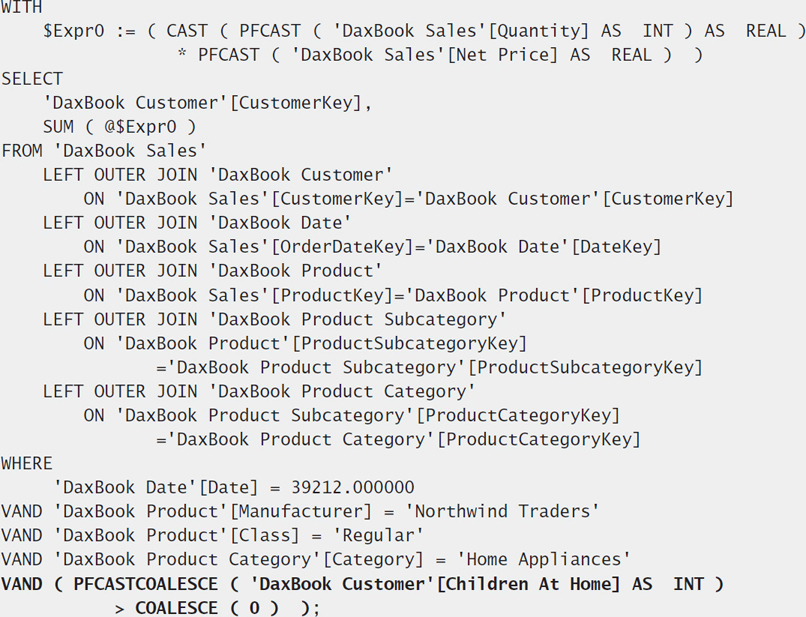 WITH
$Expr0 := ( CAST ( PFCAST ( 'DaxBook Sales'[Quantity] AS INT ) AS REAL )
* PFCAST ( 'DaxBook Sales'[Net Price] AS REAL ) )
SELECT
'DaxBook Customer'[CustomerKey],
SUM ( @$Expr0 )
FROM 'DaxBook Sales'
LEFT OUTER JOIN 'DaxBook Customer'
ON 'DaxBook Sales'[CustomerKey]='DaxBook Customer'[CustomerKey]
LEFT OUTER JOIN 'DaxBook Date'
ON 'DaxBook Sales'[OrderDateKey]='DaxBook Date'[DateKey]
LEFT OUTER JOIN 'DaxBook Product'
ON 'DaxBook Sales'[ProductKey]='DaxBook Product'[ProductKey]
LEFT OUTER JOIN 'DaxBook Product Subcategory'
ON 'DaxBook Product'[ProductSubcategoryKey]
='DaxBook Product Subcategory'[ProductSubcategoryKey]
LEFT OUTER JOIN 'DaxBook Product Category'
ON 'DaxBook Product Subcategory'[ProductCategoryKey]
='DaxBook Product Category'[ProductCategoryKey]
WHERE
'DaxBook Date'[Date] = 39212.000000
VAND 'DaxBook Product'[Manufacturer] = 'Northwind Traders'
VAND 'DaxBook Product'[Class] = 'Regular'
VAND 'DaxBook Product Category'[Category] = 'Home Appliances'
VAND ( PFCASTCOALESCE ( 'DaxBook Customer'[Children At Home] AS INT )
> COALESCE ( 0 ) );